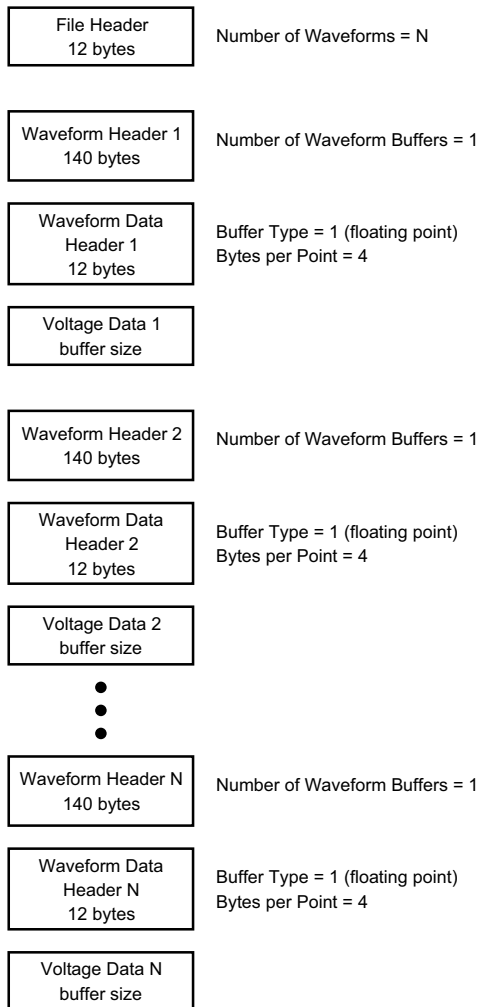 File Header
12 bytes
Number of Waveforms = N
Waveform Header 1
140 bytes
Number of Waveform Buffers = 1
Waveform Data
Header 1
12 bytes
Buffer Type = 1 (floating point)
Bytes per Point = 4
Voltage Data 1
buffer size
Waveform Header 2
140 bytes
Number of Waveform Buffers = 1
Waveform Data
Header 2
12 bytes
Buffer Type = 1 (floating point)
Bytes per Point = 4
Voltage Data 2
buffer size
Waveform Header N
140 bytes
Number of Waveform Buffers = 1
Waveform Data
Header N
12 bytes
Buffer Type = 1 (floating point)
Bytes per Point = 4
Voltage Data N
buffer size